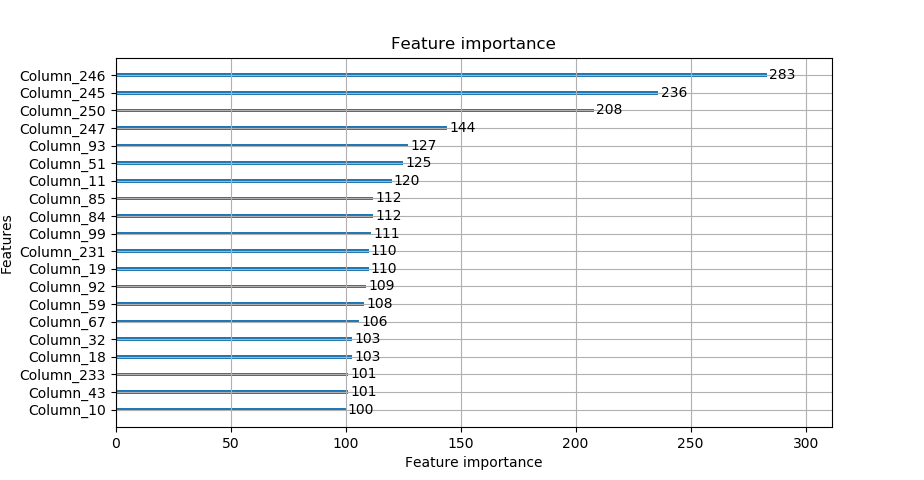 Feature importance
Column_246 283
Column_245 236
Column_250 208
Column_247 144
Column_93 127
Column_51 125
Column_11 120
Column_85 112
Column_84 112
Column_99 111
Column_231 110
Column_19 110
Column_92 109
Column_59 108
Column_67 106
Column_32 103
Column_18 103
Column_233 101
Column_43 101
Column_10 100
Features
0 50 100 150 200 250 300
Feature importance